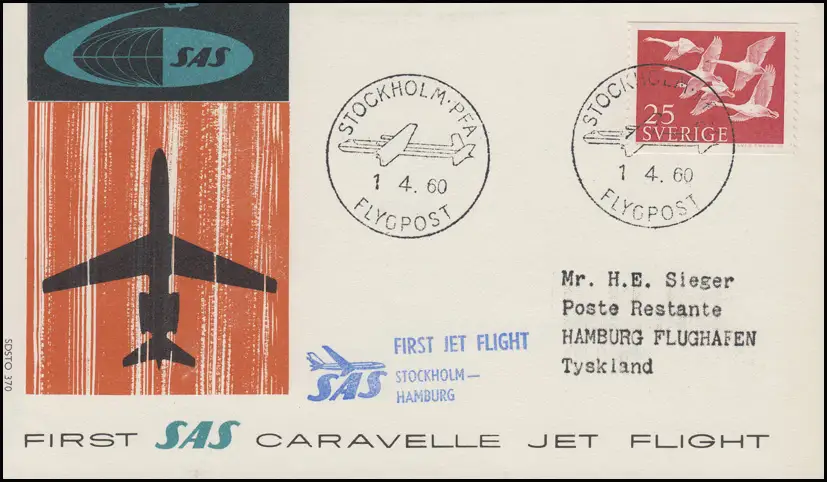 SAS
STOCKHOLM·PFA
1 4. 60
FLYGPOST
STOCKHOLM·
1 4. 60
FLYGPOST
25
SVERIGE
Mr. H.E. Sieger
Poste Restante
HAMBURG FLUGHAFEN
Tyskland
FIRST JET FLIGHT
SAS
STOCKHOLM—
HAMBURG
SDSTO 370
FIRST SAS CARAVELLE JET FLIGHT